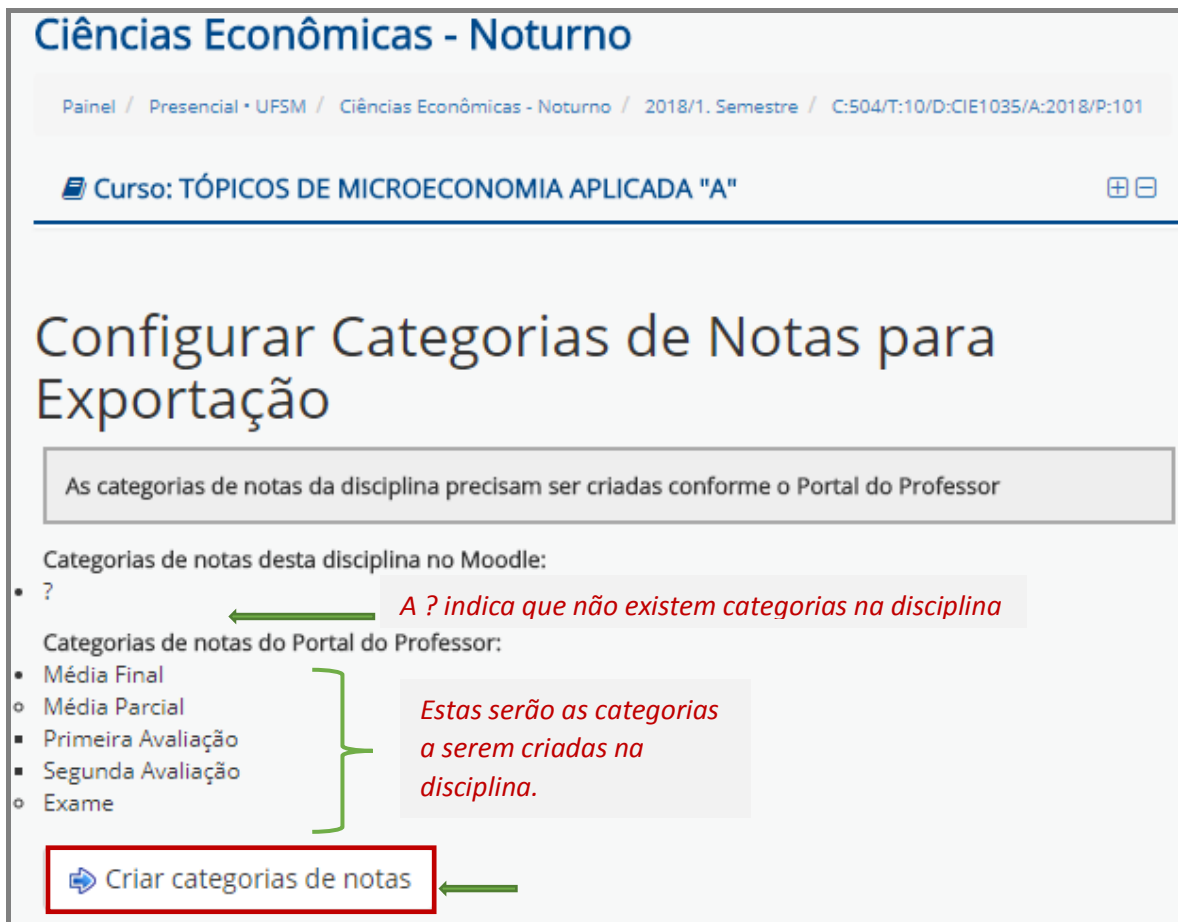 Ciências Econômicas - Noturno
Painel / Presencial • UFSM / Ciências Econômicas - Noturno / 2018/1. Semestre / C:504/T:10/D:CIE1035/A:2018/P:101
Curso: TÓPICOS DE MICROECONOMIA APLICADA "A"
Configurar Categorias de Notas para
Exportação
As categorias de notas da disciplina precisam ser criadas conforme o Portal do Professor
Categorias de notas desta disciplina no Moodle:
?
A ? indica que não existem categorias na disciplina
Categorias de notas do Portal do Professor:
Média Final
Média Parcial
Primeira Avaliação
Segunda Avaliação
Exame
Estas serão as categorias
a serem criadas na
disciplina.
Criar categorias de notas